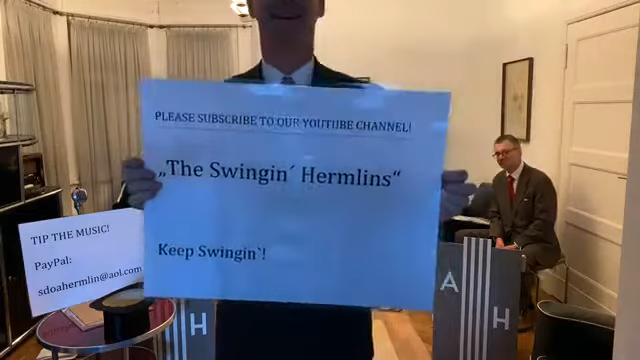 PLEASE SUBSCRIBE TO OUR YOUTUBE CHANNEL!
„The Swingin´ Hermlins“
Keep Swingin`!
TIP THE MUSIC!
PayPal:
sdoahermlin@aol.com
H
A
H